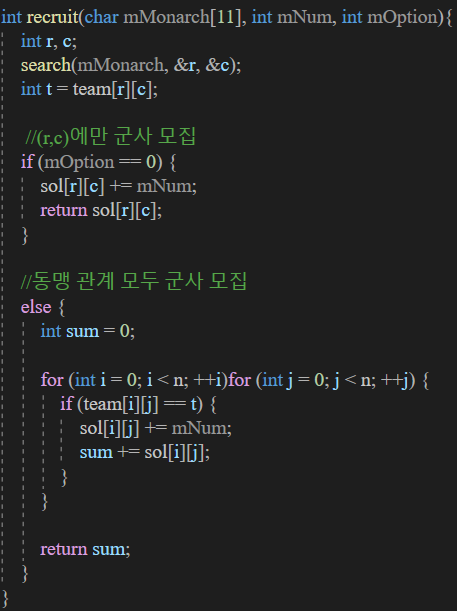 int recruit(char mMonarch[11], int mNum, int mOption){
int r, c;
search(mMonarch, &r, &c);
int t = team[r][c];
//(r,c)에만 군사 모집
if (mOption == 0) {
sol[r][c] += mNum;
return sol[r][c];
}
//동맹 관계 모두 군사 모집
else {
int sum = 0;
for (int i = 0; i < n; ++i)for (int j = 0; j < n; ++j) {
if (team[i][j] == t) {
sol[i][j] += mNum;
sum += sol[i][j];
}
}
return sum;
}
}